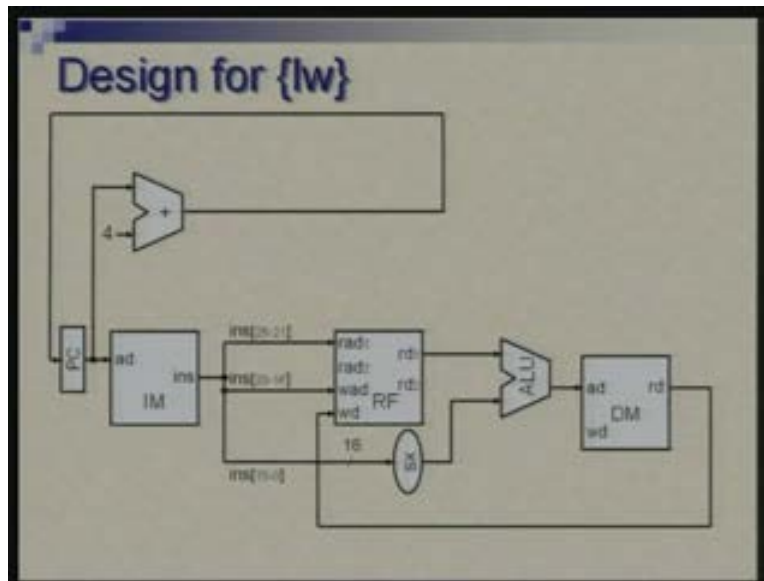 Design for {lw}
+
4
PC
ad
ins
IM
ins[25-21]
ins[20-16]
ins[15-0]
16
rad1
rad2
wad
wd
rd1
rd2
RF
sx
ALU
ad
wd
rd
DM